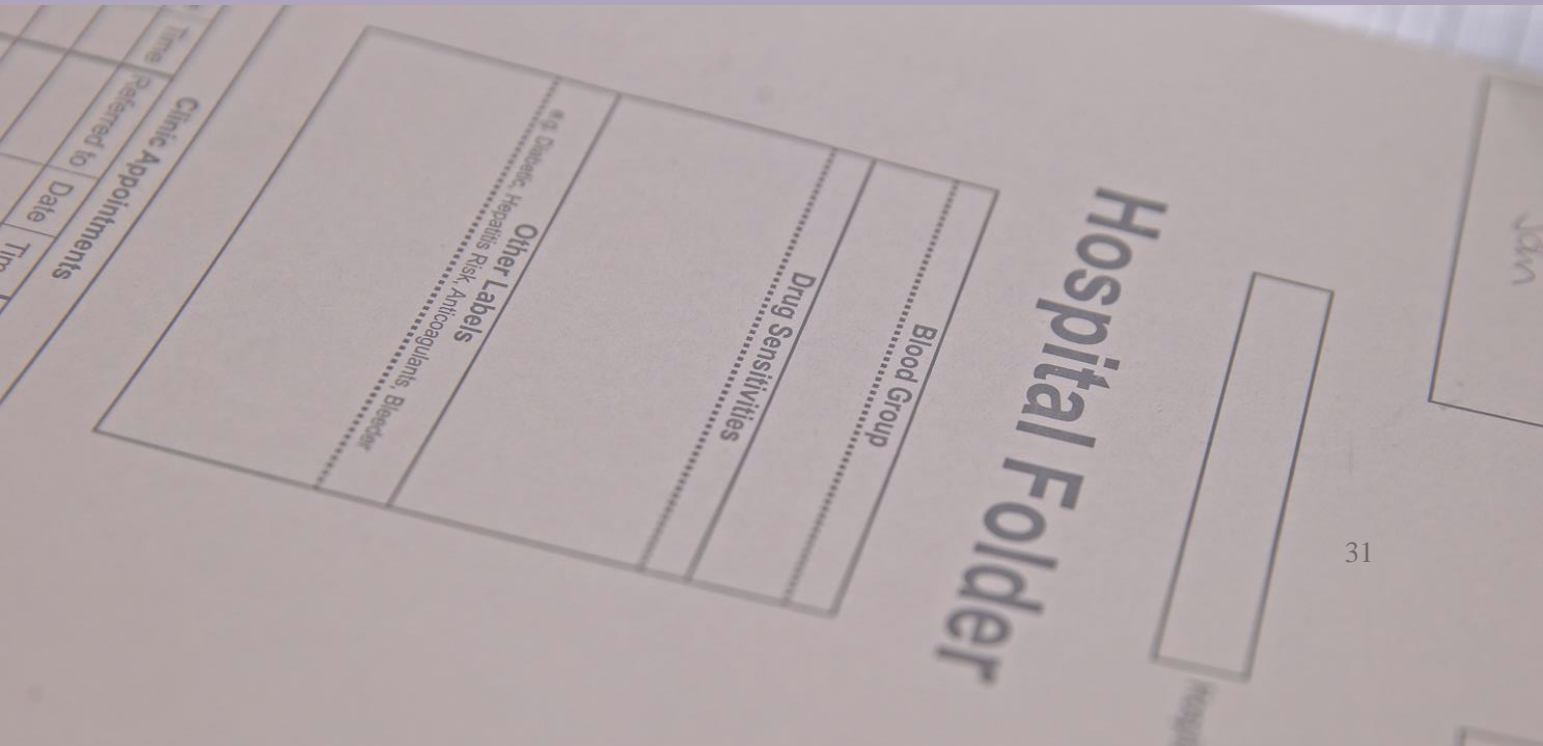 John
Hospital Folder
Blood Group
Drug Sensitivities
Other Labels
e.g. Diabetic, Hepatitis Risk, Anticoagulants, Bleeder
Clinic Appointments
Time Referred to Date
31